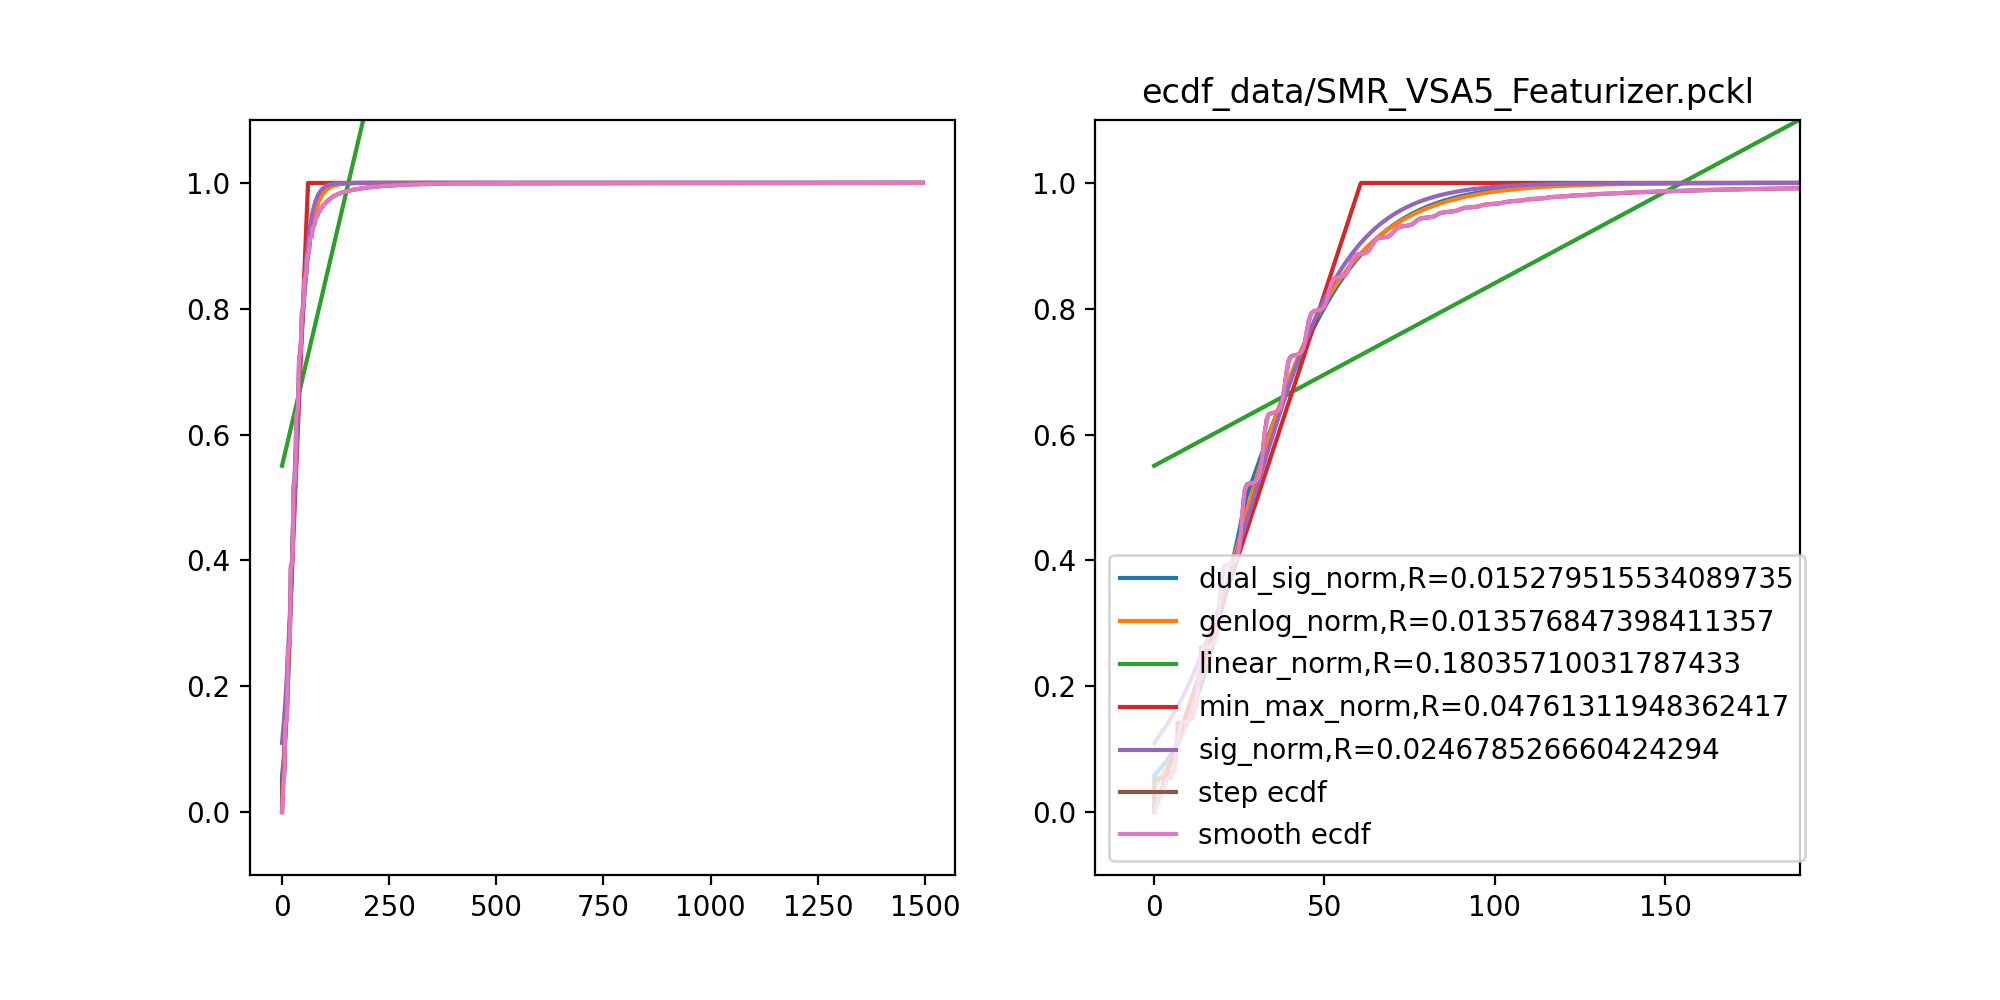 ecdf_data/SMR_VSA5_Featurizer.pckl
1.0
0.8
0.6
0.4
0.2
0.0
0 250 500 750 1000 1250 1500
1.0
0.8
0.6
0.4
0.2
0.0
dual_sig_norm,R=0.015279515534089735
genlog_norm,R=0.013576847398411357
linear_norm,R=0.18035710031787433
min_max_norm,R=0.04761311948362417
sig_norm,R=0.024678526660424294
step ecdf
smooth ecdf
0 50 100 150